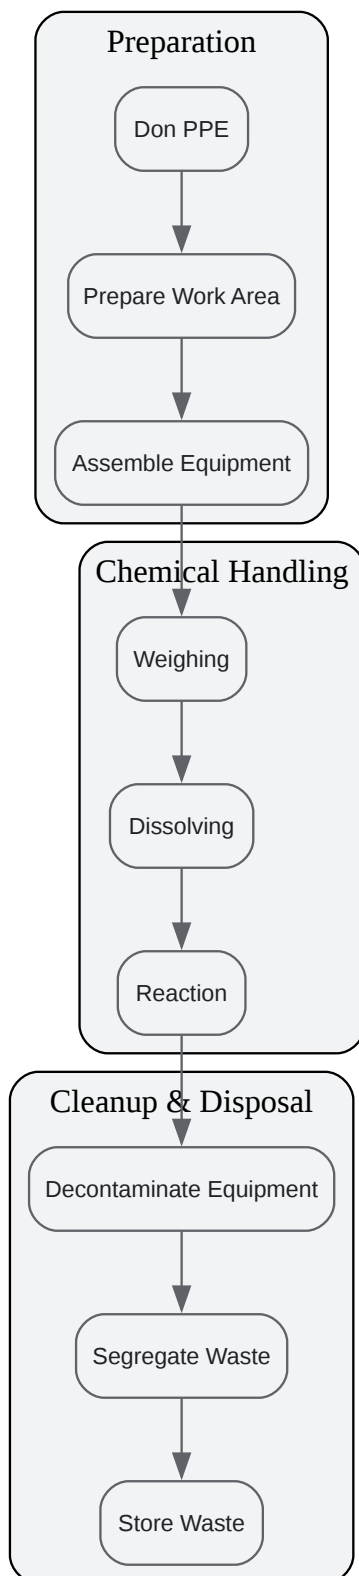 Preparation
Don PPE
Prepare Work Area
Assemble Equipment
Chemical Handling
Weighing
Dissolving
Reaction
Cleanup & Disposal
Decontaminate Equipment
Segregate Waste
Store Waste